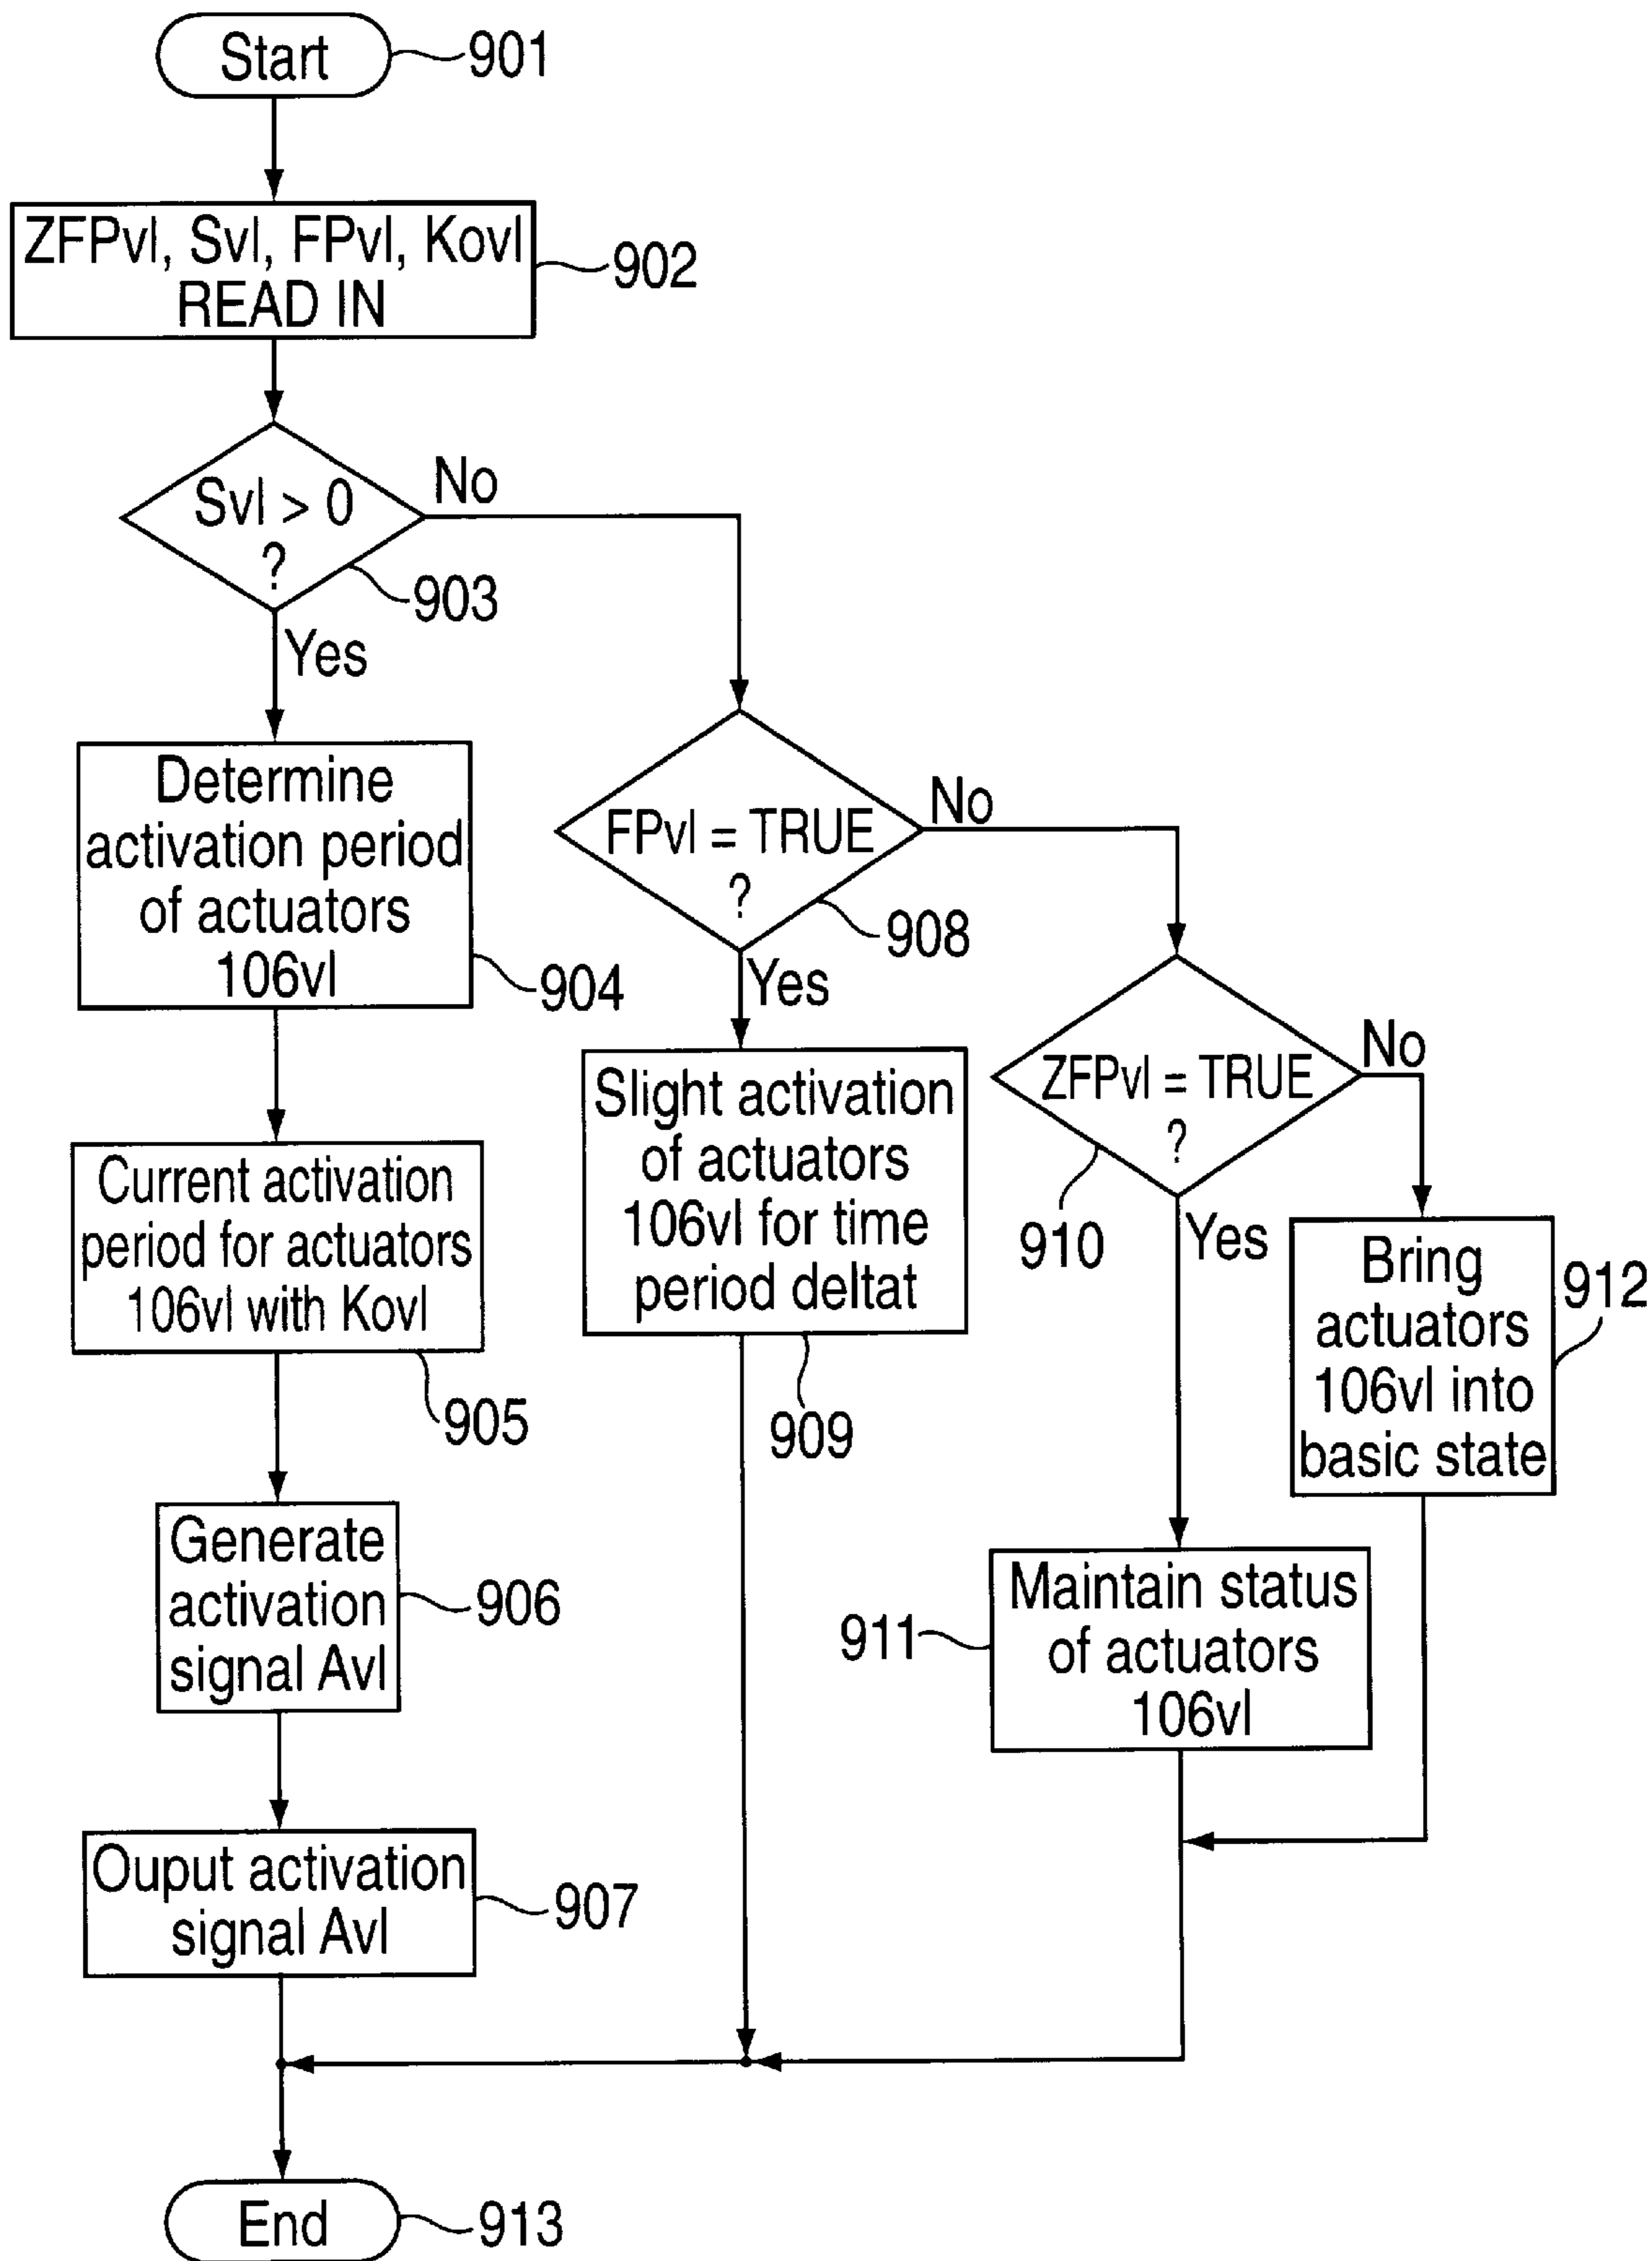 Start
901
ZFPvl, Svl, FPvl, Kovl
READ IN
902
Svl > 0
?
No
903
Yes
Determine
activation period
of actuators
106vl
904
FPvl = TRUE
?
No
908
Yes
Current activation
period for actuators
106vl with Kovl
905
Slight activation
of actuators
106vl for time
period deltat
909
ZFPvl = TRUE
?
No
910
Yes
Bring
actuators
106vl into
basic state
912
Generate
activation
signal Avl
906
Maintain status
of actuators
106vl
911
Ouput activation
signal Avl
907
End
913